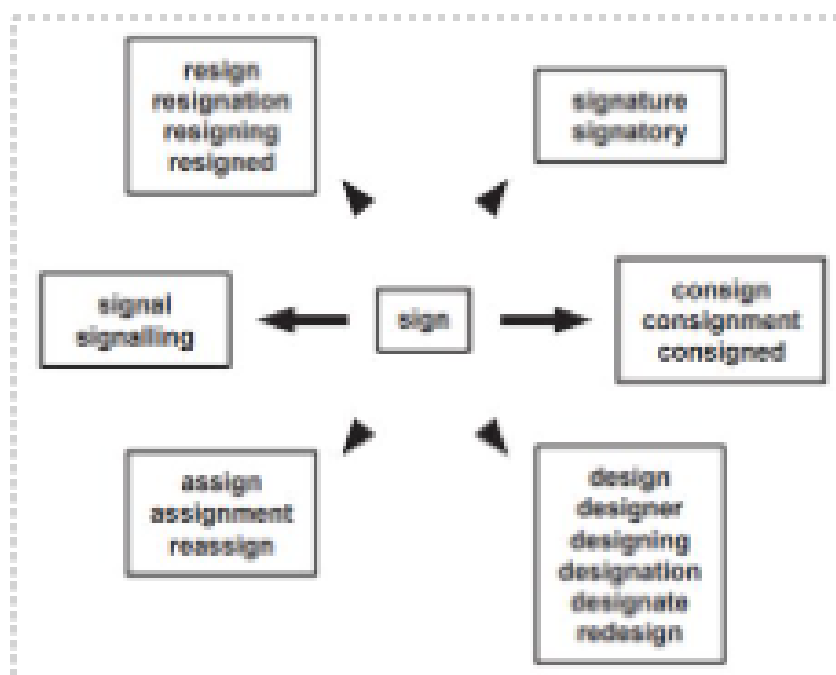 resign
resignation
resigning
resigned
signature
signatory
signal
signalling
sign
consign
consignment
consigned
assign
assignment
reassign
design
designer
designing
designation
designate
redesign